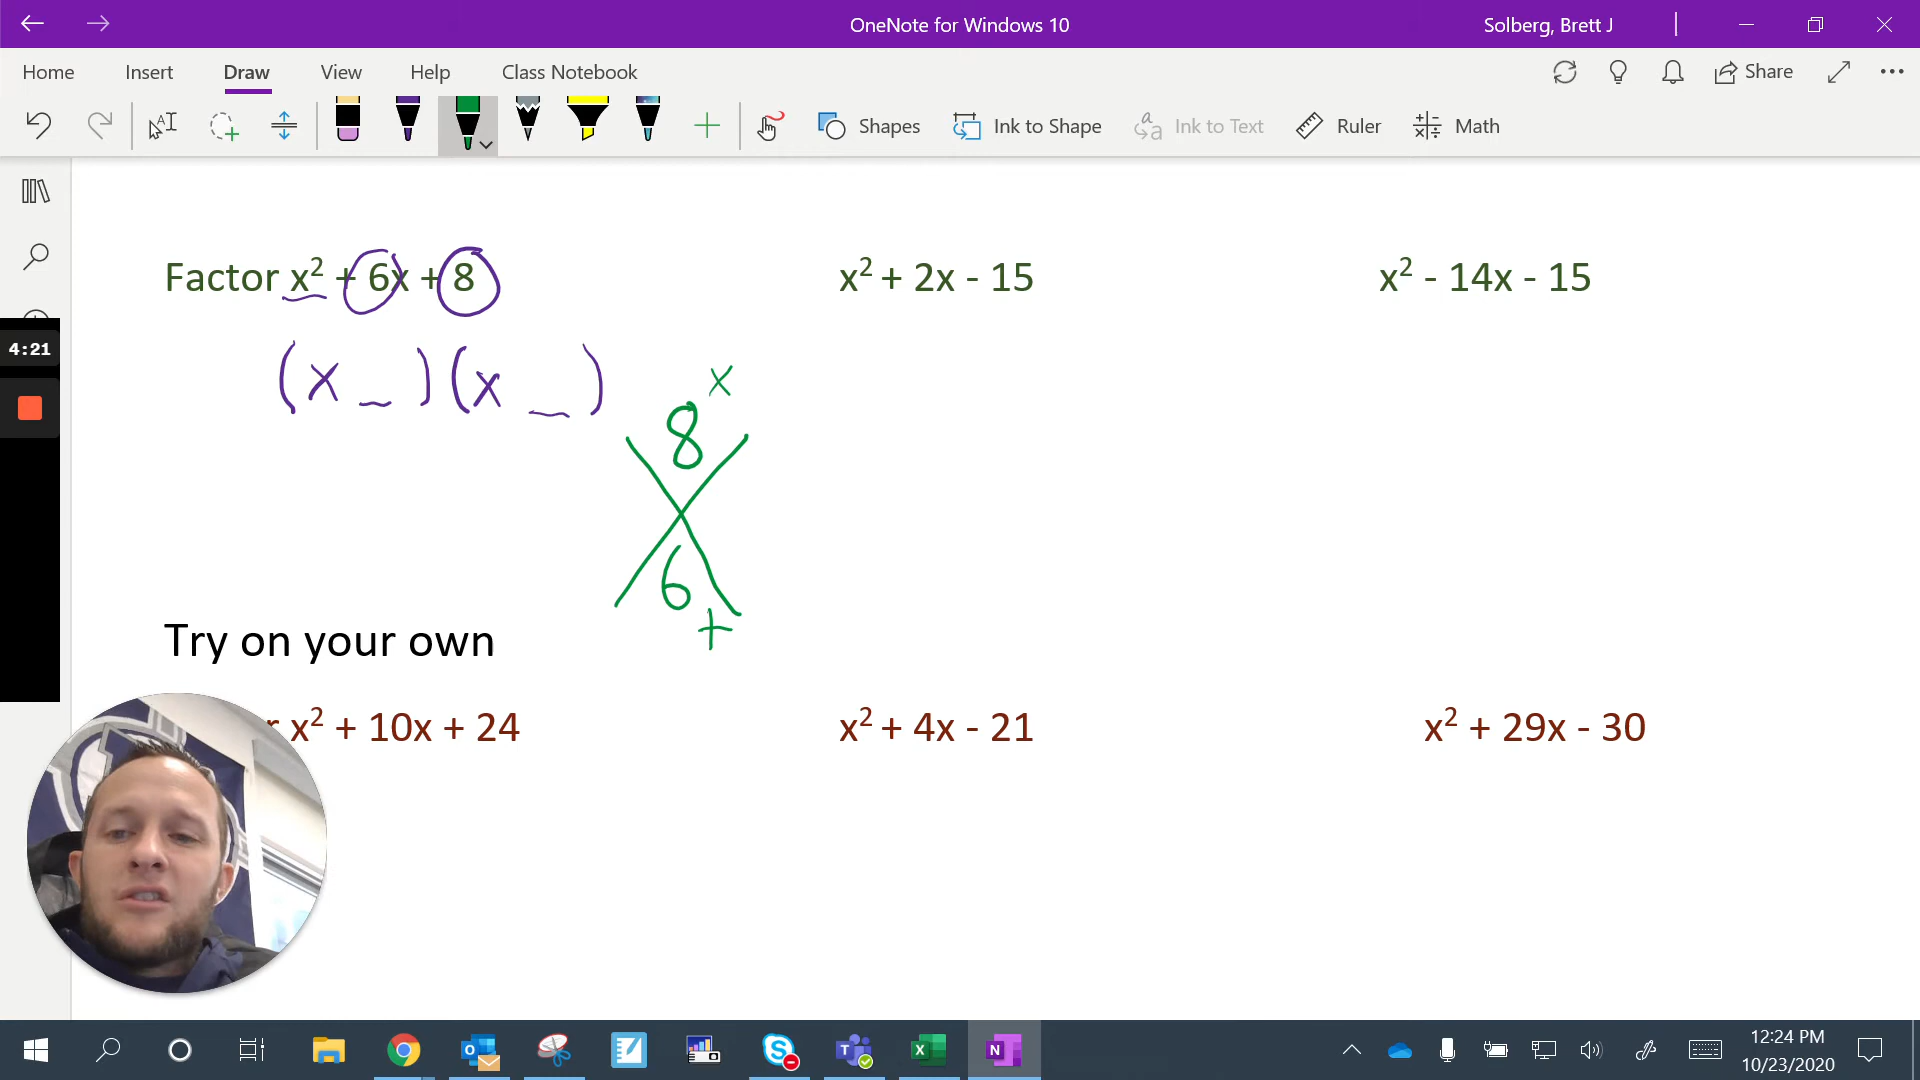 OneNote for Windows 10
Solberg, Brett J
Home Insert Draw View Help Class Notebook
Share
Shapes Ink to Shape Ink to Text Ruler Math
4:21
Factor x² + 6x + 8
x² + 2x - 15
x² - 14x - 15
(x _ )(x _ )
x
8
6
+
Try on your own
r x² + 10x + 24
x² + 4x - 21
x² + 29x - 30
12:24 PM
10/23/2020